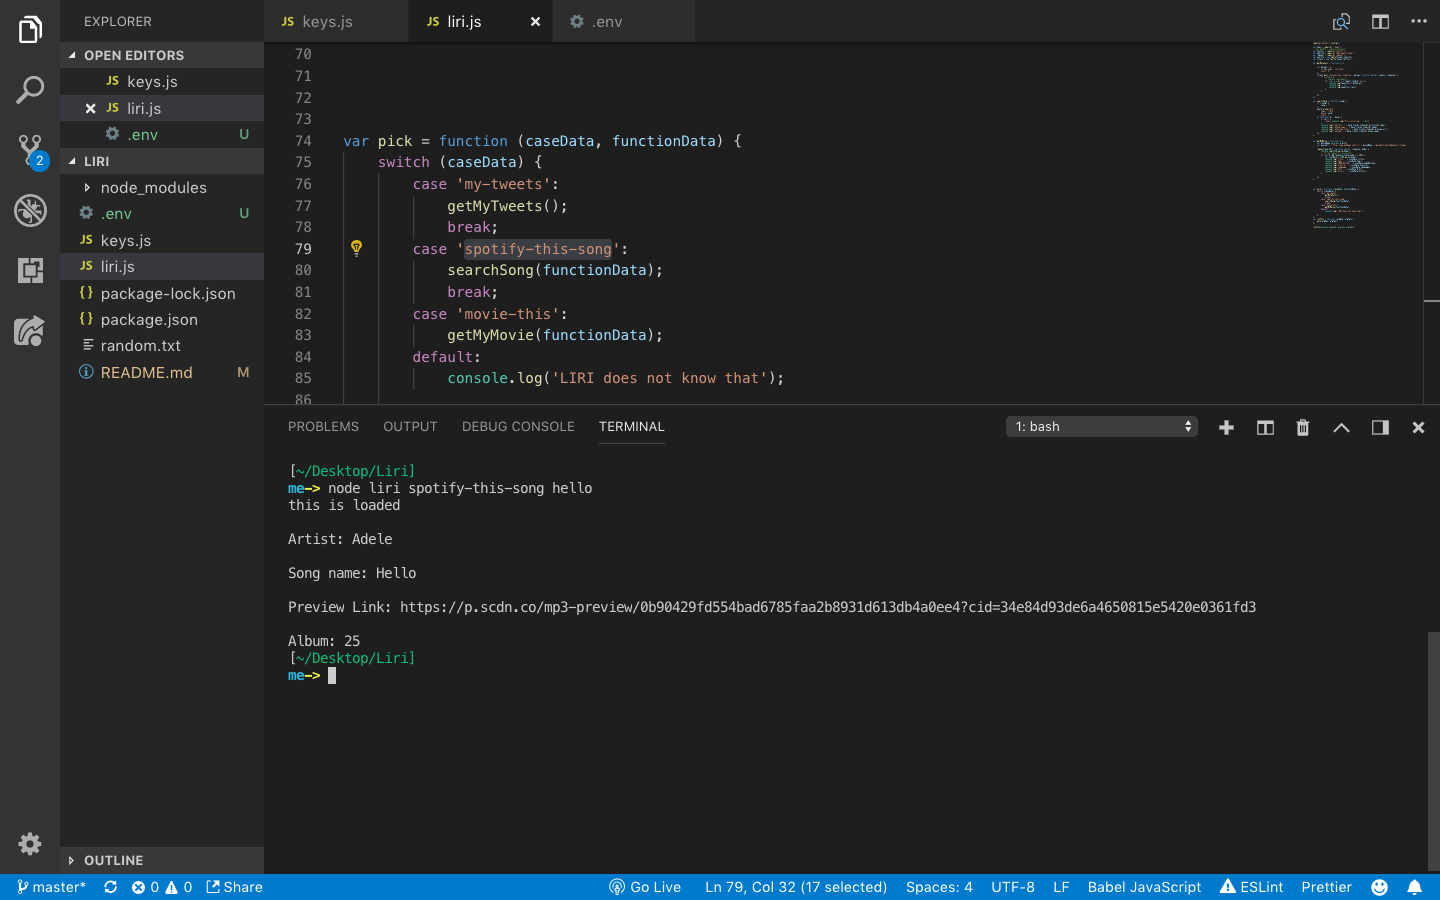 EXPLORER
OPEN EDITORS
JS keys.js
JS liri.js
.env U
LIRI
node_modules
.env U
JS keys.js
JS liri.js
{} package-lock.json
{} package.json
random.txt
README.md M
OUTLINE
2
JS keys.js
JS liri.js
.env
70
71
72
73
74 var pick = function (caseData, functionData) {
75 switch (caseData) {
76 case 'my-tweets':
77 getMyTweets();
78 break;
79 case 'spotify-this-song':
80 searchSong(functionData);
81 break;
82 case 'movie-this':
83 getMyMovie(functionData);
84 default:
85 console.log('LIRI does not know that');
86
PROBLEMS OUTPUT DEBUG CONSOLE TERMINAL 1: bash
[~/Desktop/Liri]
me-> node liri spotify-this-song hello
this is loaded
Artist: Adele
Song name: Hello
Preview Link: https://p.scdn.co/mp3-preview/0b90429fd554bad6785faa2b8931d613db4a0ee4?cid=34e84d93de6a4650815e5420e0361fd3
Album: 25
[~/Desktop/Liri]
me->
master* 0 0 Share Go Live Ln 79, Col 32 (17 selected) Spaces: 4 UTF-8 LF Babel JavaScript ESLint Prettier